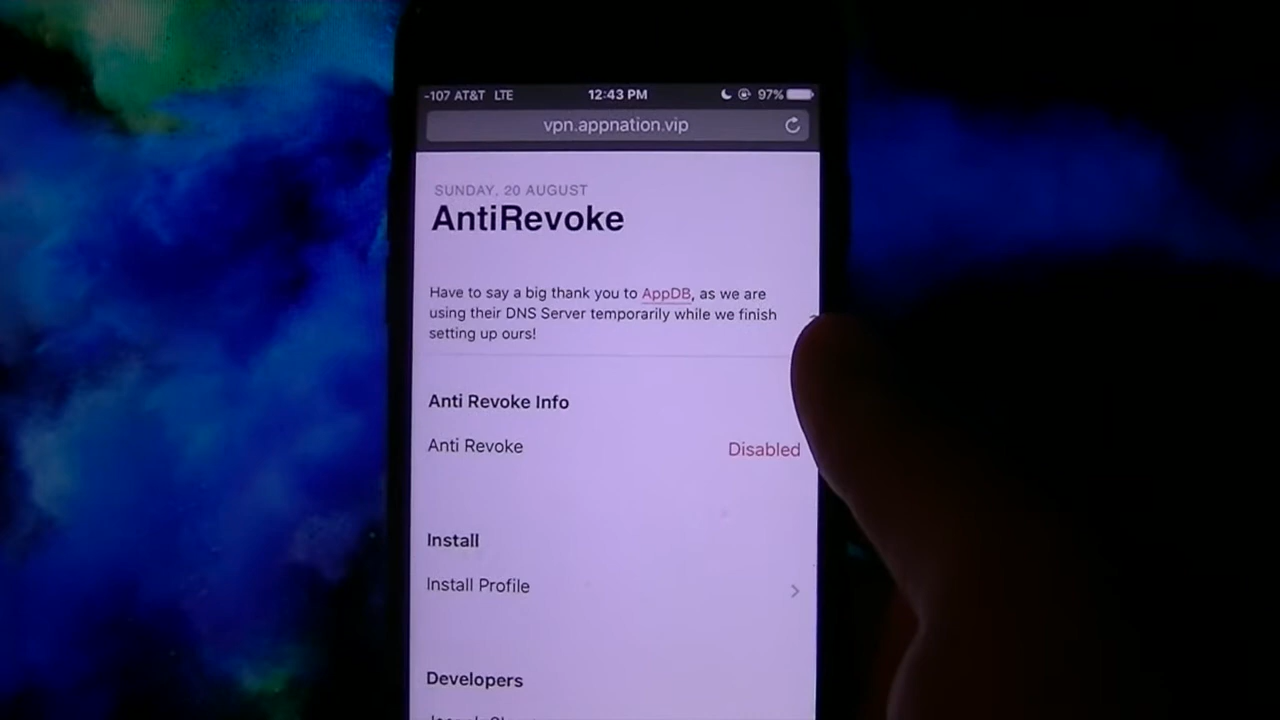 -107 AT&T LTE 12:43 PM 97%
vpn.appnation.vip
SUNDAY, 20 AUGUST
AntiRevoke
Have to say a big thank you to AppDB, as we are
using their DNS Server temporarily while we finish
setting up ours!
Anti Revoke Info
Anti Revoke Disabled
Install
Install Profile
Developers